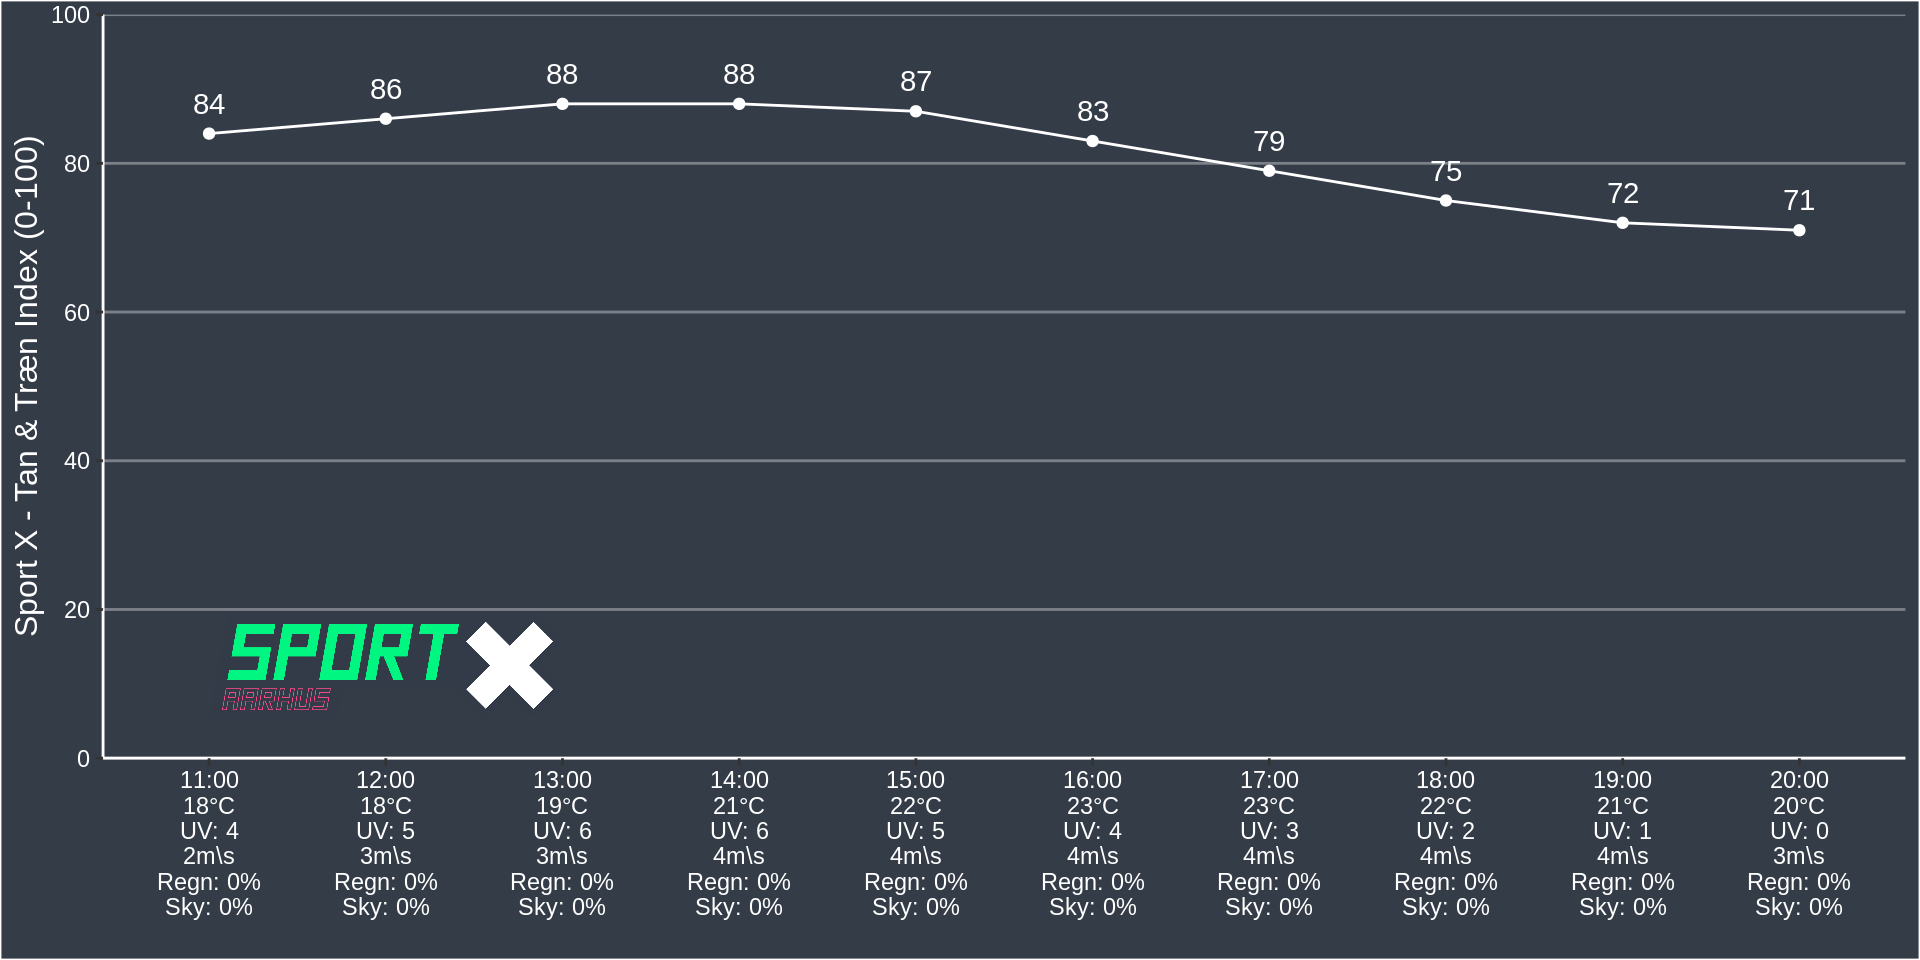 Sport X - Tan & Træn Index (0-100)
100
80
60
40
20
0
84 86 88 88 87 83 79 75 72 71
SPORT X
AARHUS
11:00 12:00 13:00 14:00 15:00 16:00 17:00 18:00 19:00 20:00
18°C 18°C 19°C 21°C 22°C 23°C 23°C 22°C 21°C 20°C
UV: 4 UV: 5 UV: 6 UV: 6 UV: 5 UV: 4 UV: 3 UV: 2 UV: 1 UV: 0
2m\s 3m\s 3m\s 4m\s 4m\s 4m\s 4m\s 4m\s 4m\s 3m\s
Regn: 0% Regn: 0% Regn: 0% Regn: 0% Regn: 0% Regn: 0% Regn: 0% Regn: 0% Regn: 0% Regn: 0%
Sky: 0% Sky: 0% Sky: 0% Sky: 0% Sky: 0% Sky: 0% Sky: 0% Sky: 0% Sky: 0% Sky: 0%